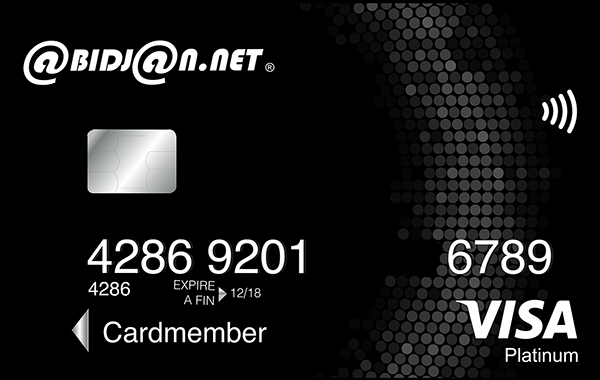 @BIDJ@N.NET ®
4286 9201 6789
4286 EXPIRE
A FIN 12/18
Cardmember
VISA
Platinum